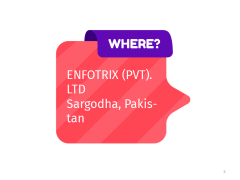 WHERE?
ENFOTRIX (PVT).
LTD
Sargodha, Pakis-
tan